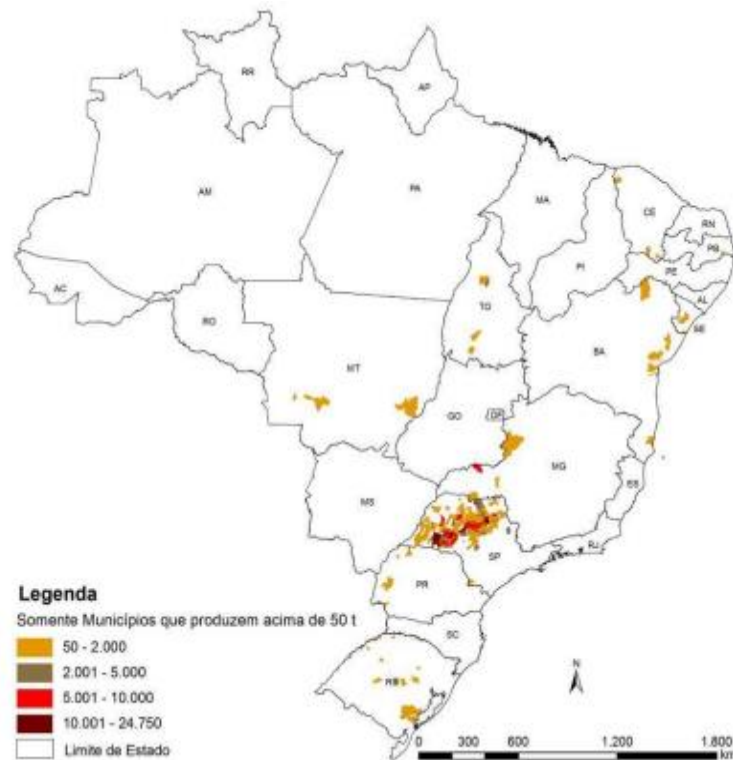 RR
AP
AM
PA
MA
CE
RN
PB
PI
PE
AC
TO
AL
SE
RO
BA
MT
GO
DF
MG
ES
MS
SP
RJ
PR
Legenda
Somente Municípios que produzem acima de 50 t
SC
50 - 2.000
N
2.001 - 5.000
RS
5.001 - 10.000
10.001 - 24.750
0 300 600 1.200 1.800
Limite de Estado
km